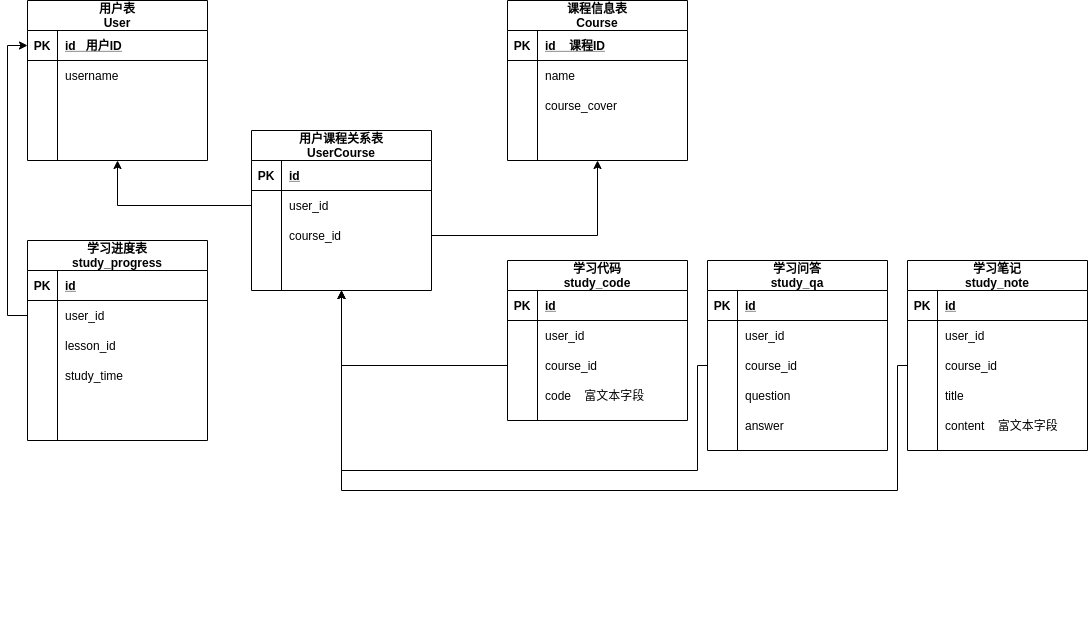 用户表
User
PK id 用户ID
username
课程信息表
Course
PK id 课程ID
name
course_cover
用户课程关系表
UserCourse
PK id
user_id
course_id
学习进度表
study_progress
PK id
user_id
lesson_id
study_time
学习代码
study_code
PK id
user_id
course_id
code 富文本字段
学习问答
study_qa
PK id
user_id
course_id
question
answer
学习笔记
study_note
PK id
user_id
course_id
title
content 富文本字段